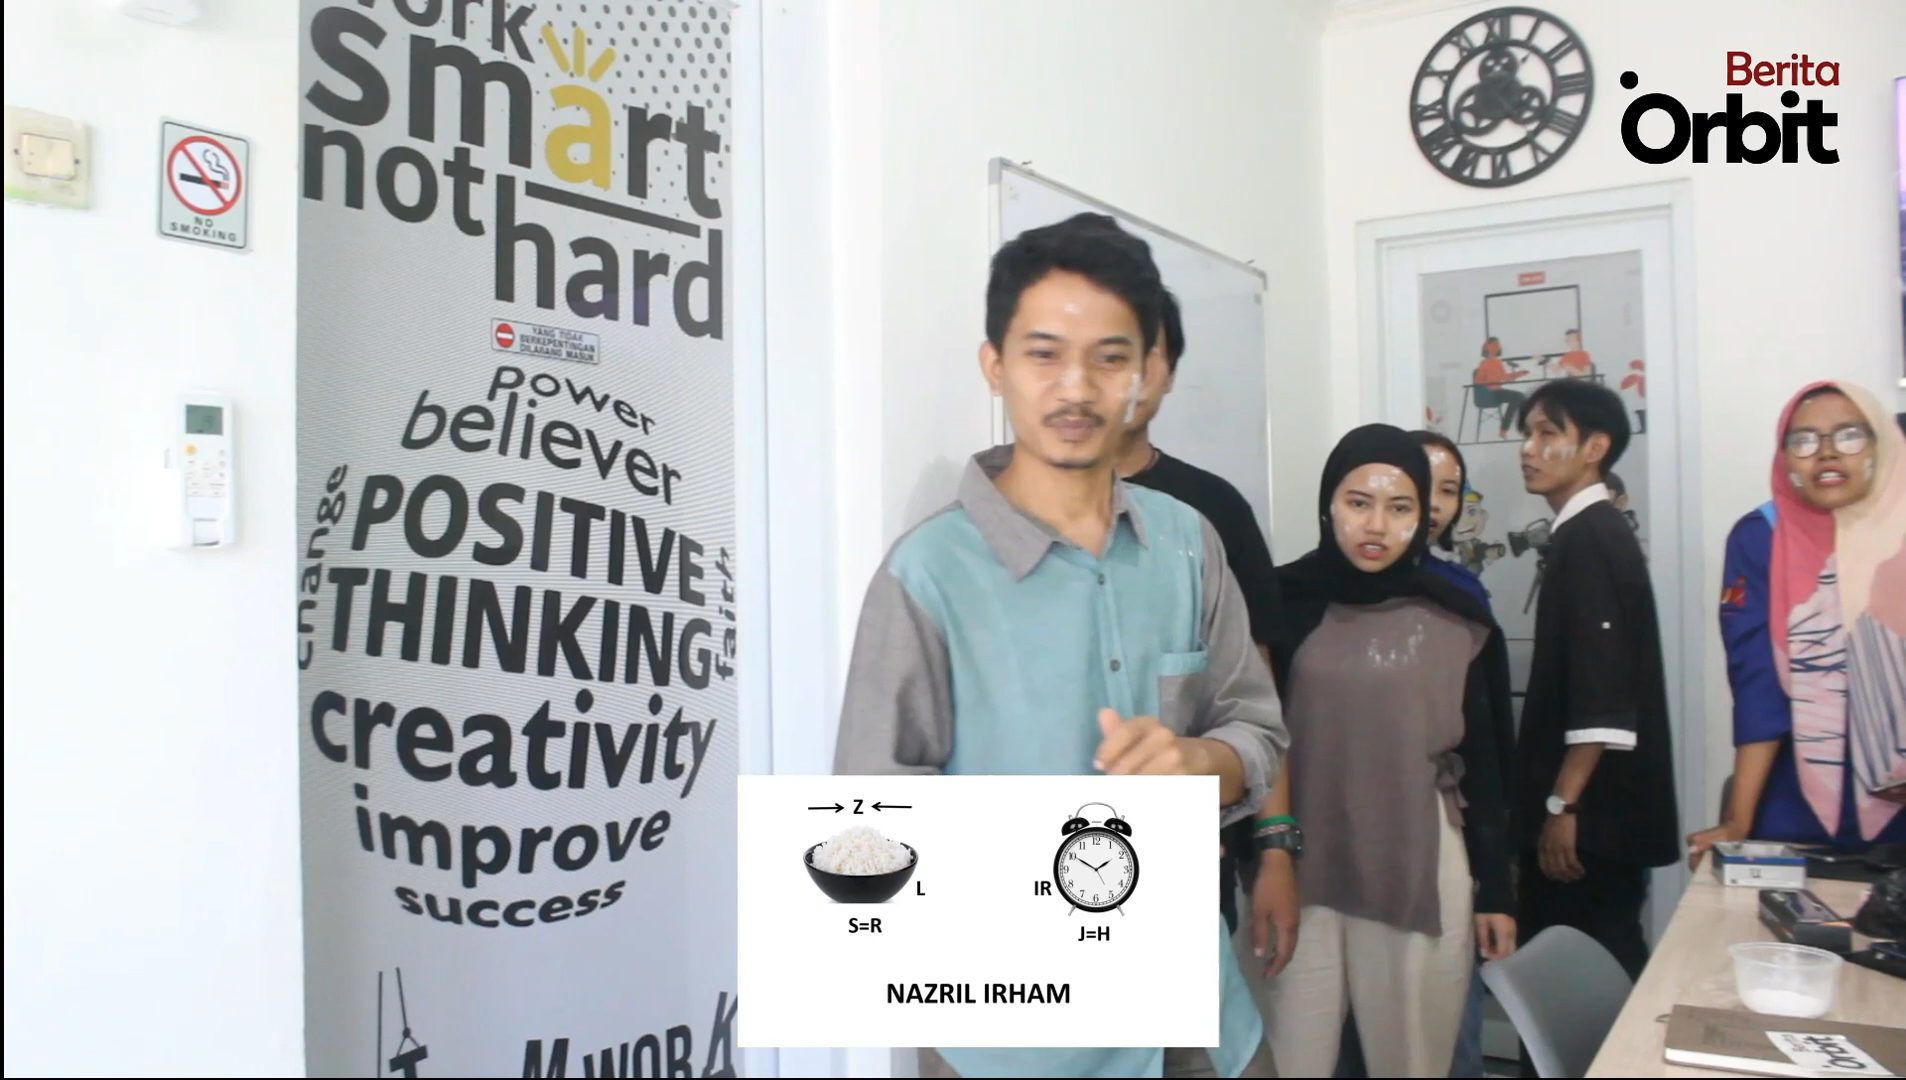 work
smart
not
hard
YANG TIDAK
BERKEPENTINGAN
DILARANG MASUK
power
believer
change
POSITIVE
THINKING
faith
creativity
improve
success
NO
SMOKING
Berita
Orbit
Z
L
S=R
IR
J=H
NAZRIL IRHAM
Orbit